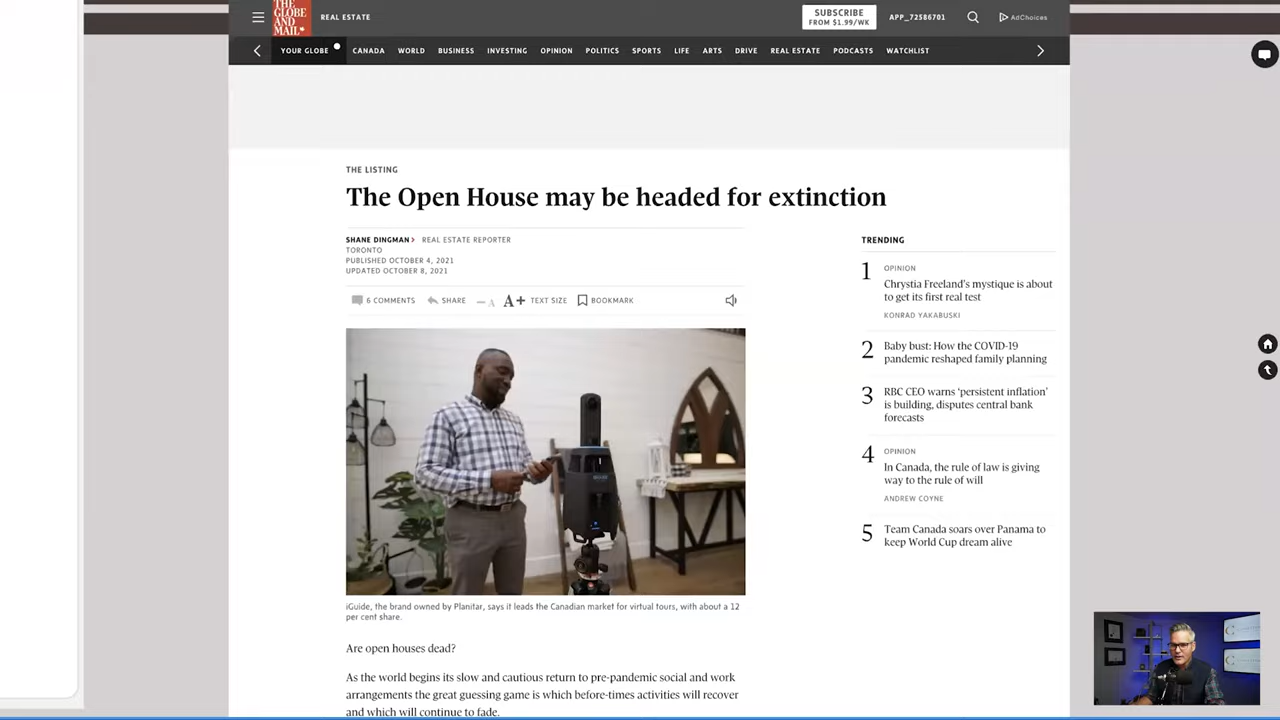 THE GLOBE AND MAIL*
REAL ESTATE
SUBSCRIBE
FROM $1.99/WK
APP_72586701
AdChoices
YOUR GLOBE
CANADA
WORLD
BUSINESS
INVESTING
OPINION
POLITICS
SPORTS
LIFE
ARTS
DRIVE
REAL ESTATE
PODCASTS
WATCHLIST
THE LISTING
The Open House may be headed for extinction
SHANE DINGMAN> REAL ESTATE REPORTER
TORONTO
PUBLISHED OCTOBER 4, 2021
UPDATED OCTOBER 8, 2021
6 COMMENTS
SHARE
— A
A+ TEXT SIZE
BOOKMARK
iGuide, the brand owned by Planitar, says it leads the Canadian market for virtual tours, with about a 12
per cent share.
Are open houses dead?
As the world begins its slow and cautious return to pre-pandemic social and work
arrangements the great guessing game is which before-times activities will recover
and which will continue to fade.
TRENDING
1
OPINION
Chrystia Freeland's mystique is about
to get its first real test
KONRAD YAKABUSKI
2
Baby bust: How the COVID-19
pandemic reshaped family planning
3
RBC CEO warns ‘persistent inflation’
is building, disputes central bank
forecasts
4
OPINION
In Canada, the rule of law is giving
way to the rule of will
ANDREW COYNE
5
Team Canada soars over Panama to
keep World Cup dream alive